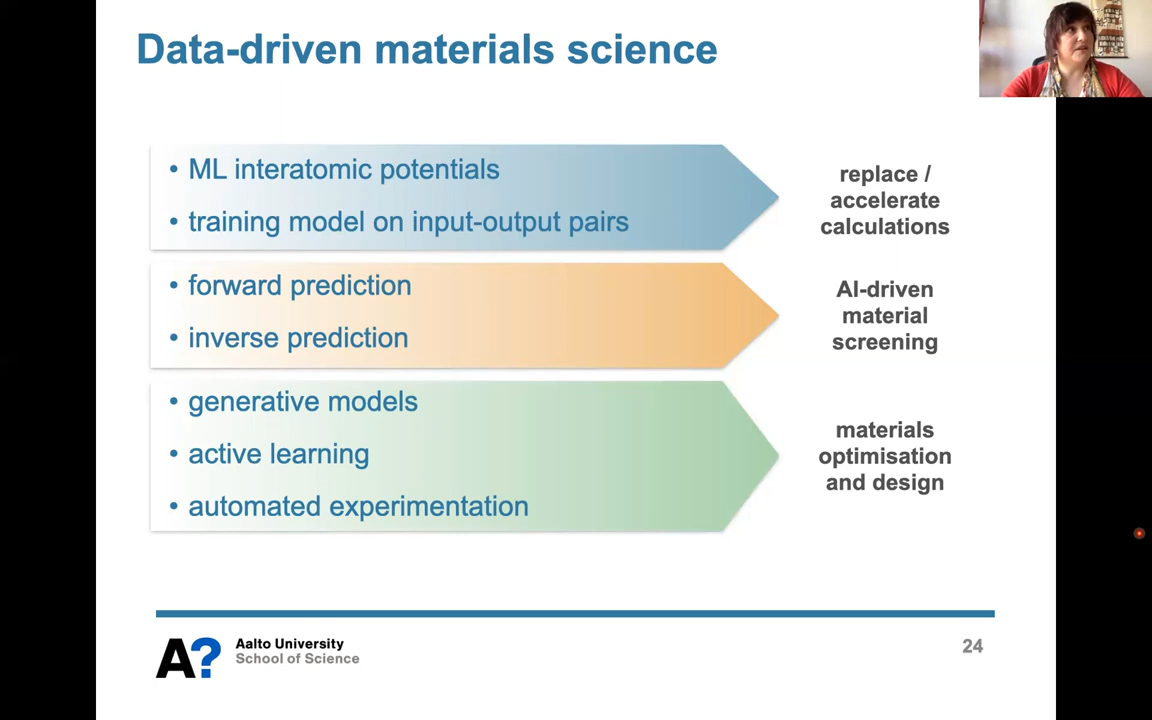 Data-driven materials science
• ML interatomic potentials
• training model on input-output pairs
replace /
accelerate
calculations
• forward prediction
• inverse prediction
AI-driven
material
screening
• generative models
• active learning
• automated experimentation
materials
optimisation
and design
A?
Aalto University
School of Science
24